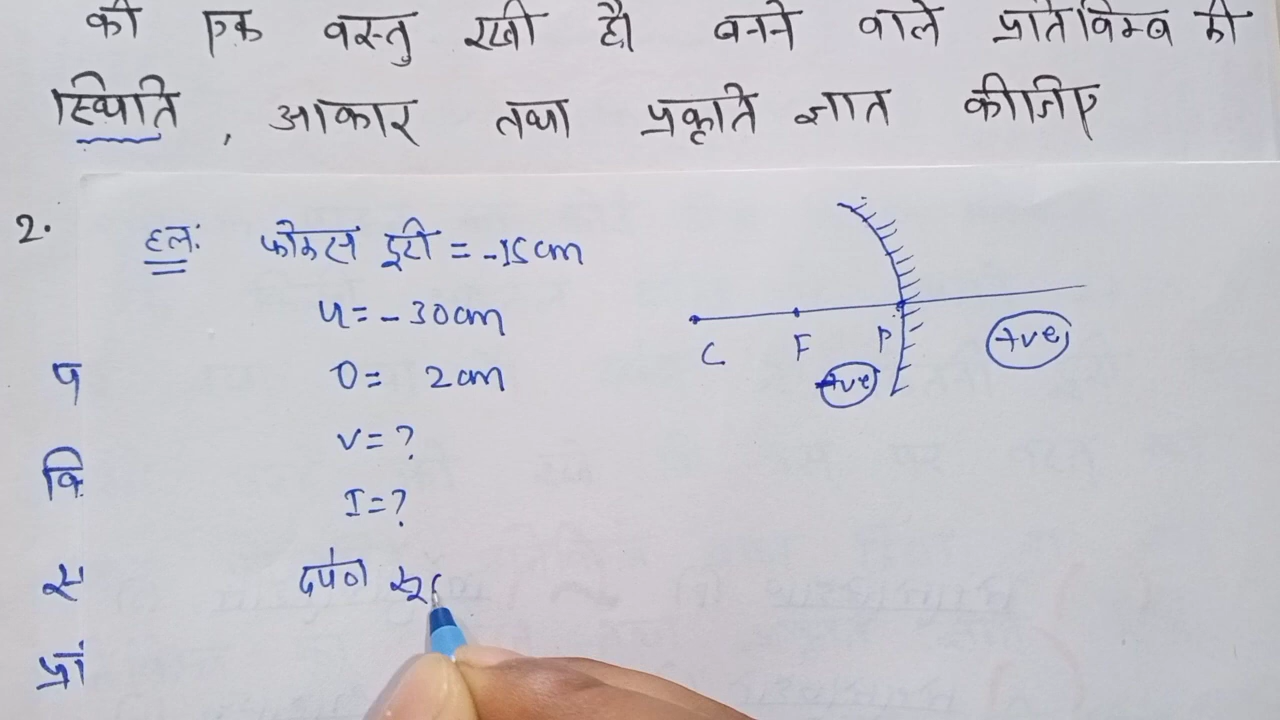 की एक वस्तु रखी है। बनने वाले प्रतिबिम्ब की
स्थिति, आकार तथा प्रकृति ज्ञात कीजिए
2. हल: फोकस दूरी = -15cm
u = - 30cm
O = 2cm
v = ?
I = ?
दर्पण सू
C F P
+ve
+ve
प
कि
स
प्रा